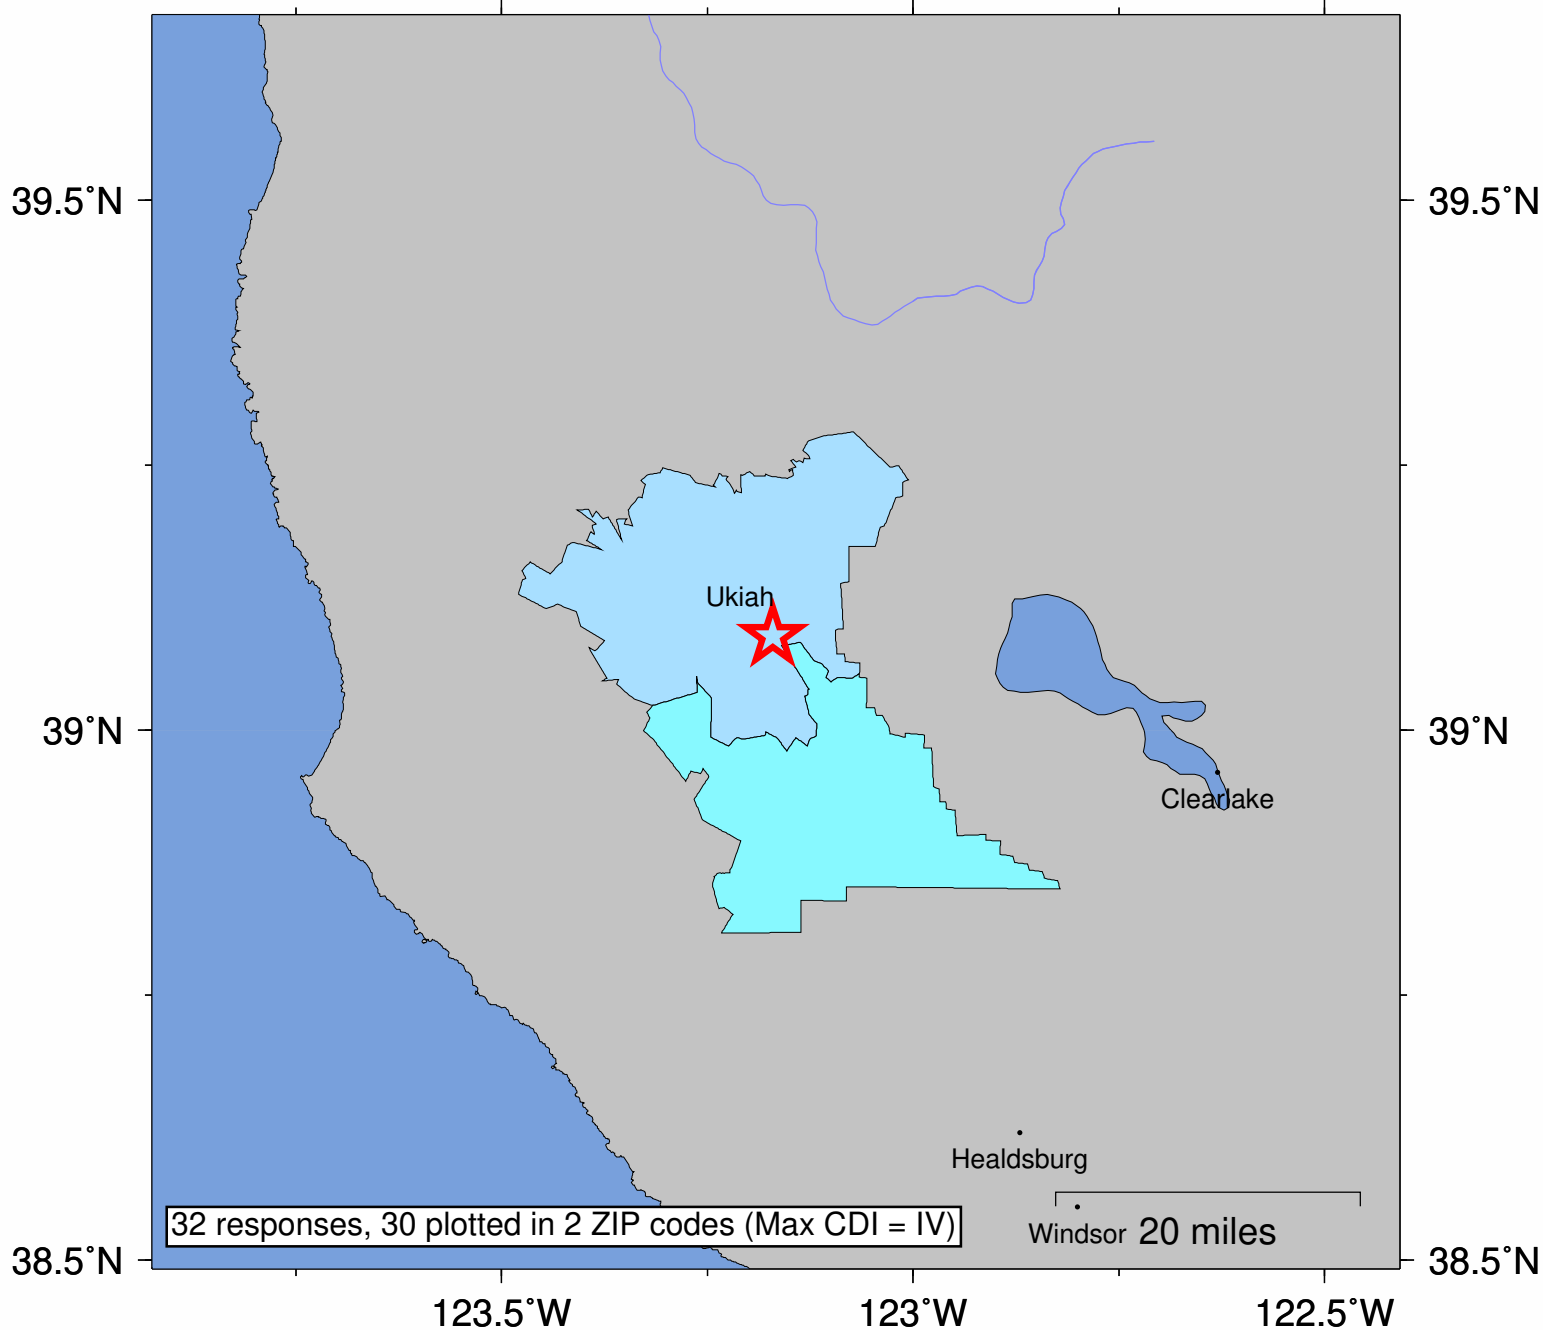 39.5˚N
39.5˚N
Ukiah
39˚N
39˚N
Clearlake
Healdsburg
32 responses, 30 plotted in 2 ZIP codes (Max CDI = IV)
Windsor
20 miles
38.5˚N
38.5˚N
123.5˚W
123˚W
122.5˚W